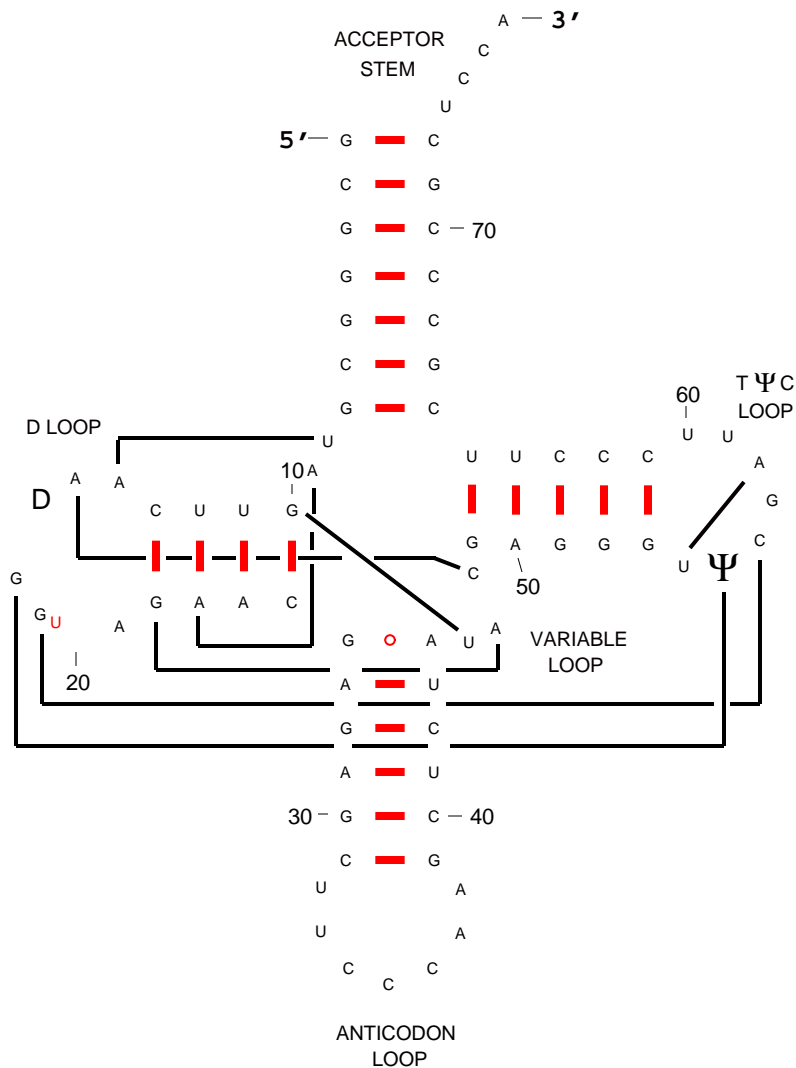 A 3’
ACCEPTOR
STEM
C
C
U
5’ G C
C G
G C 70
G C
G C
C G
G C
T Ψ C
LOOP
60
D LOOP
U
U U
U U C C C
10 A
A A
A
D
C U U G
G
G A G G G
C
C
50
U Ψ
G
G A A C
G U
A
G A U A
VARIABLE
LOOP
20
A U
G C
A U
30 G C 40
C G
U A
U A
C C
C
ANTICODON
LOOP